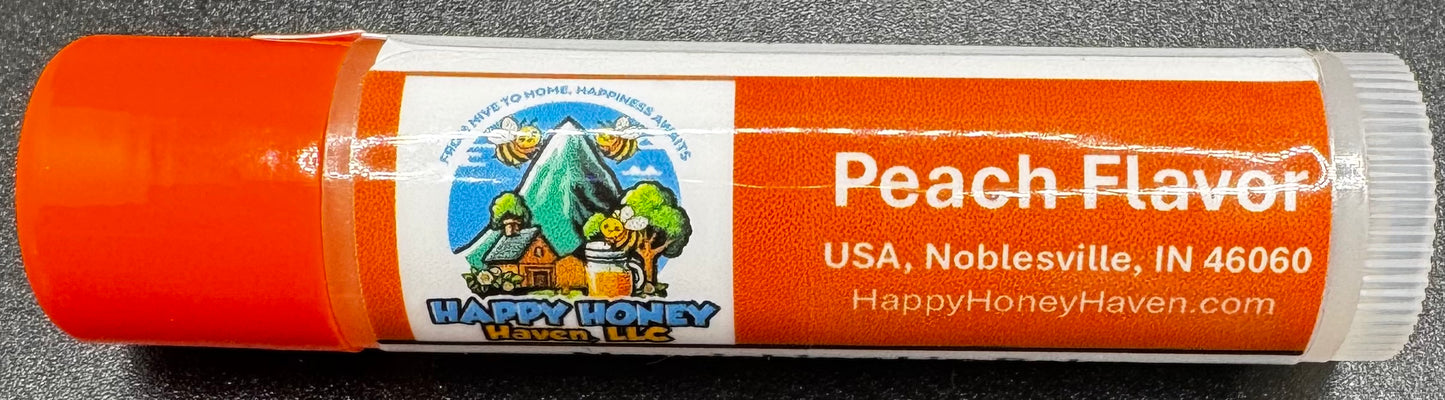 FROM HIVE TO HOME, HAPPINESS AWAITS
HAPPY HONEY
Haven, LLC
Peach Flavor
USA, Noblesville, IN 46060
HappyHoneyHaven.com